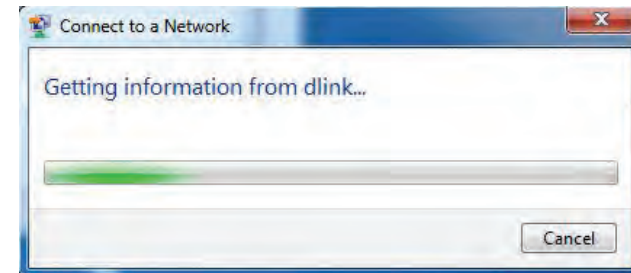 Connect to a Network
Getting information from dlink...
Cancel